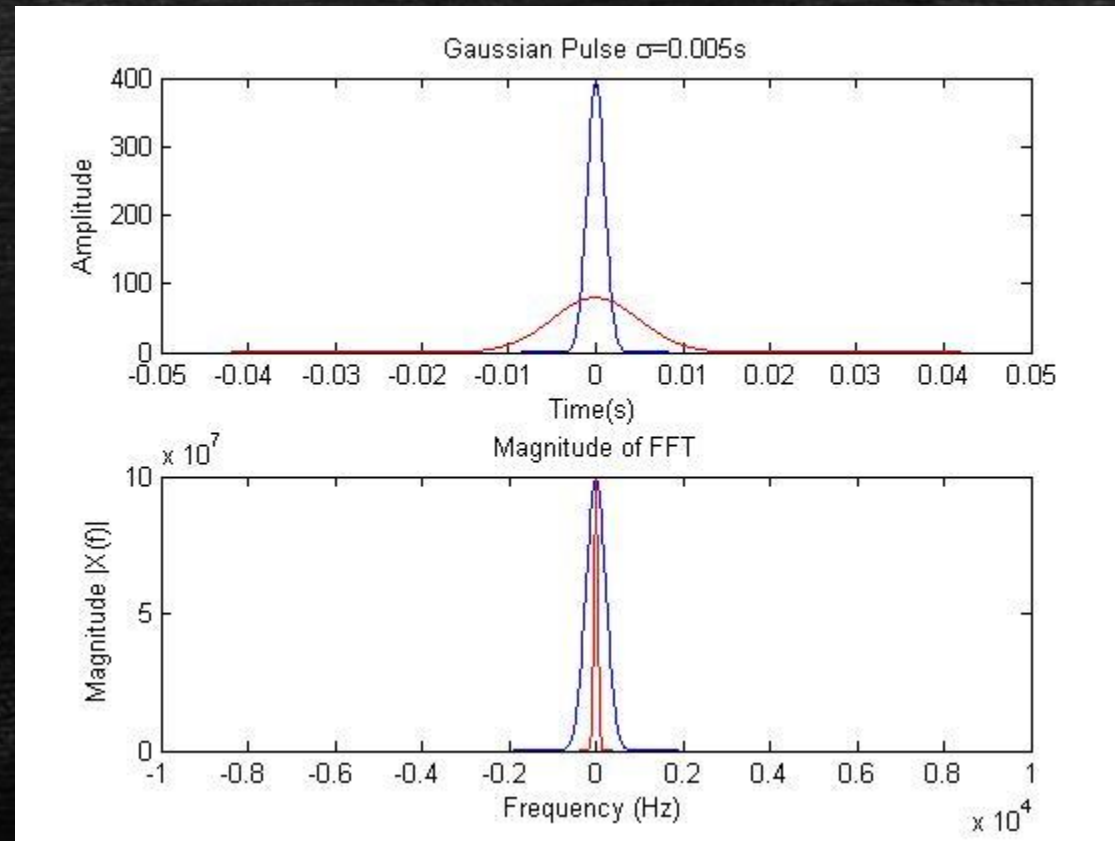 Gaussian Pulse σ=0.005s
400
300
200
100
0
Amplitude
-0.05 -0.04 -0.03 -0.02 -0.01 0 0.01 0.02 0.03 0.04 0.05
Time(s)
x 10^7
Magnitude of FFT
10
5
0
Magnitude |X(f)|
-1 -0.8 -0.6 -0.4 -0.2 0 0.2 0.4 0.6 0.8 1
Frequency (Hz)
x 10^4